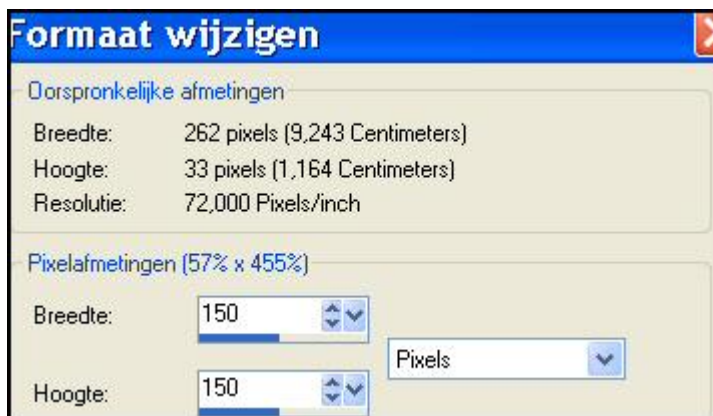 Formaat wijzigen
Oorspronkelijke afmetingen
Breedte: 262 pixels (9,243 Centimeters)
Hoogte: 33 pixels (1,164 Centimeters)
Resolutie: 72,000 Pixels/inch
Pixelafmetingen (57% x 455%)
Breedte: 150
Pixels
Hoogte: 150